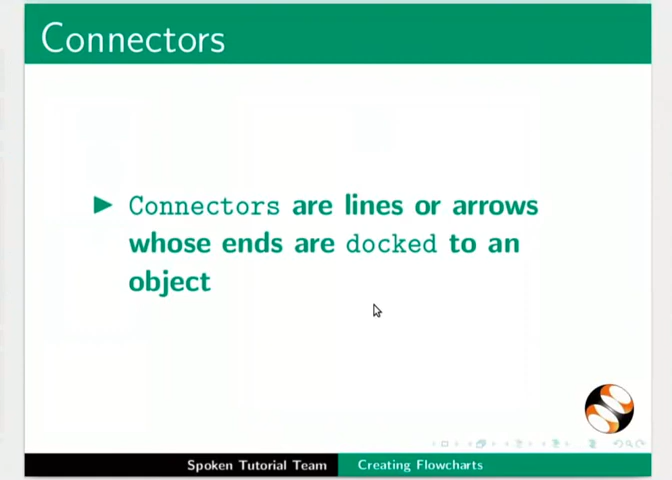 Connectors
Connectors are lines or arrows
whose ends are docked to an
object
Spoken Tutorial Team
Creating Flowcharts